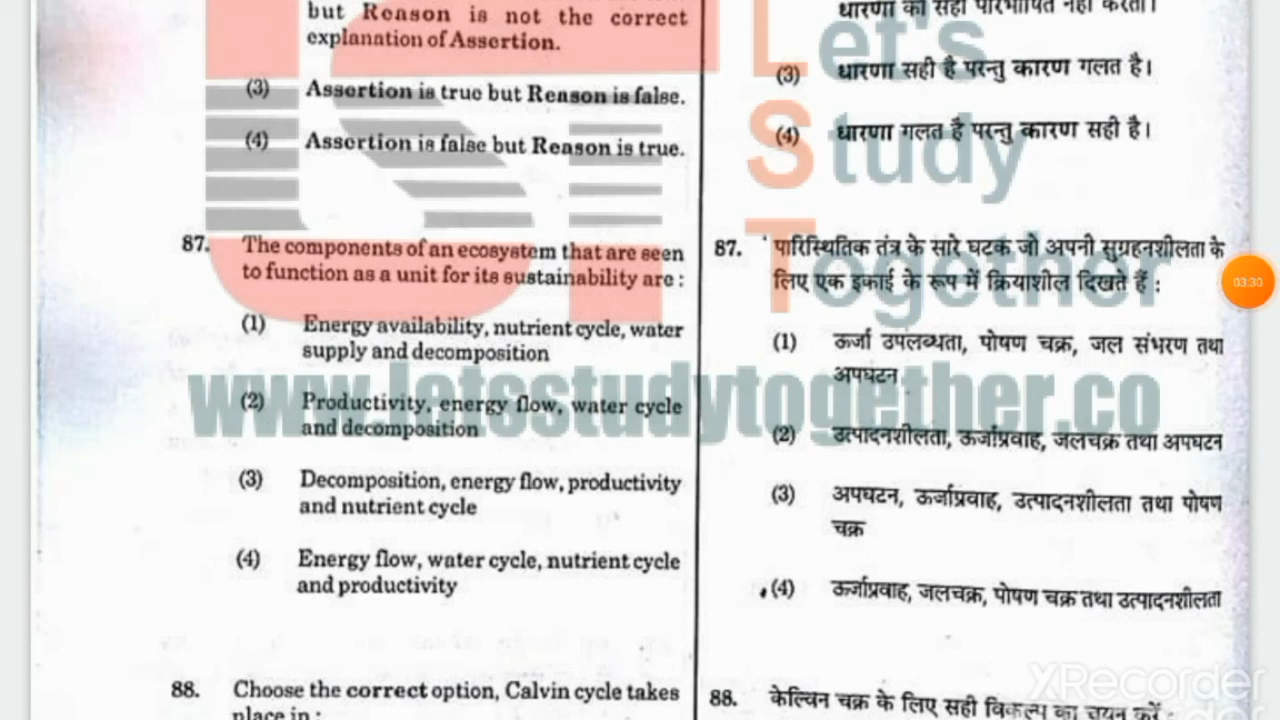 but Reason is not the correct
explanation of Assertion.
(3) Assertion is true but Reason is false.
(4) Assertion is false but Reason is true.
87. The components of an ecosystem that are seen
to function as a unit for its sustainability are :
(1) Energy availability, nutrient cycle, water
supply and decomposition
(2) Productivity, energy flow, water cycle
and decomposition
(3) Decomposition, energy flow, productivity
and nutrient cycle
(4) Energy flow, water cycle, nutrient cycle
and productivity
88. Choose the correct option, Calvin cycle takes
place in :
धारणा की सही परिभाषित नहीं करता।
(3) धारणा सही है परन्तु कारण गलत है।
(4) धारणा गलत है परन्तु कारण सही है।
87. पारिस्थितिक तंत्र के सारे घटक जो अपनी सुग्रहनशीलता के
लिए एक इकाई के रूप में क्रियाशील दिखते हैं :
(1) ऊर्जा उपलब्धता, पोषण चक्र, जल संभरण तथा
अपघटन
(2) उत्पादनशीलता, ऊर्जाप्रवाह, जलचक्र तथा अपघटन
(3) अपघटन, ऊर्जाप्रवाह, उत्पादनशीलता तथा पोषण
चक्र
(4) ऊर्जाप्रवाह, जलचक्र, पोषण चक्र तथा उत्पादनशीलता
88. केल्विन चक्र के लिए सही विकल्प का चयन करें :
LST
Let's
Study
Together
www.letsstudytogether.co
03:30
XRecorder